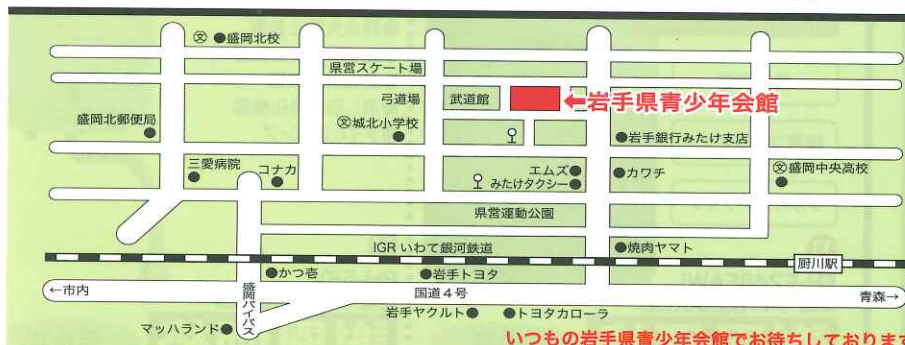 ㊫ ●盛岡北校
県営スケート場
弓道場
武道館
←岩手県青少年会館
盛岡北郵便局
㊫城北小学校
●岩手銀行みたけ支店
三愛病院
コナカ
エムズ●
みたけタクシー●
●カワチ
㊫盛岡中央高校
県営運動公園
IGRいわて銀河鉄道
●焼肉ヤマト
厨川駅
●かつ壱
●岩手トヨタ
←市内
盛岡バイパス
国道4号
青森→
マッハランド●
岩手ヤクルト●
●トヨタカローラ
いつもの岩手県青少年会館でお待ちしております